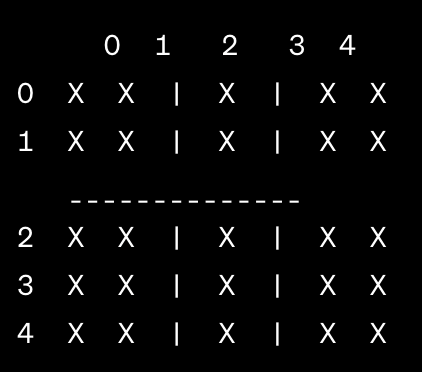 0  1   2   3  4
0  X  X  |  X  |  X  X
1  X  X  |  X  |  X  X
--------------
2  X  X  |  X  |  X  X
3  X  X  |  X  |  X  X
4  X  X  |  X  |  X  X